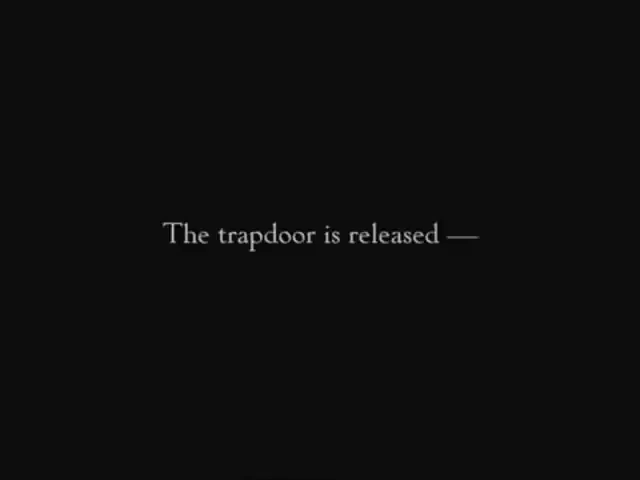 The trapdoor is released —